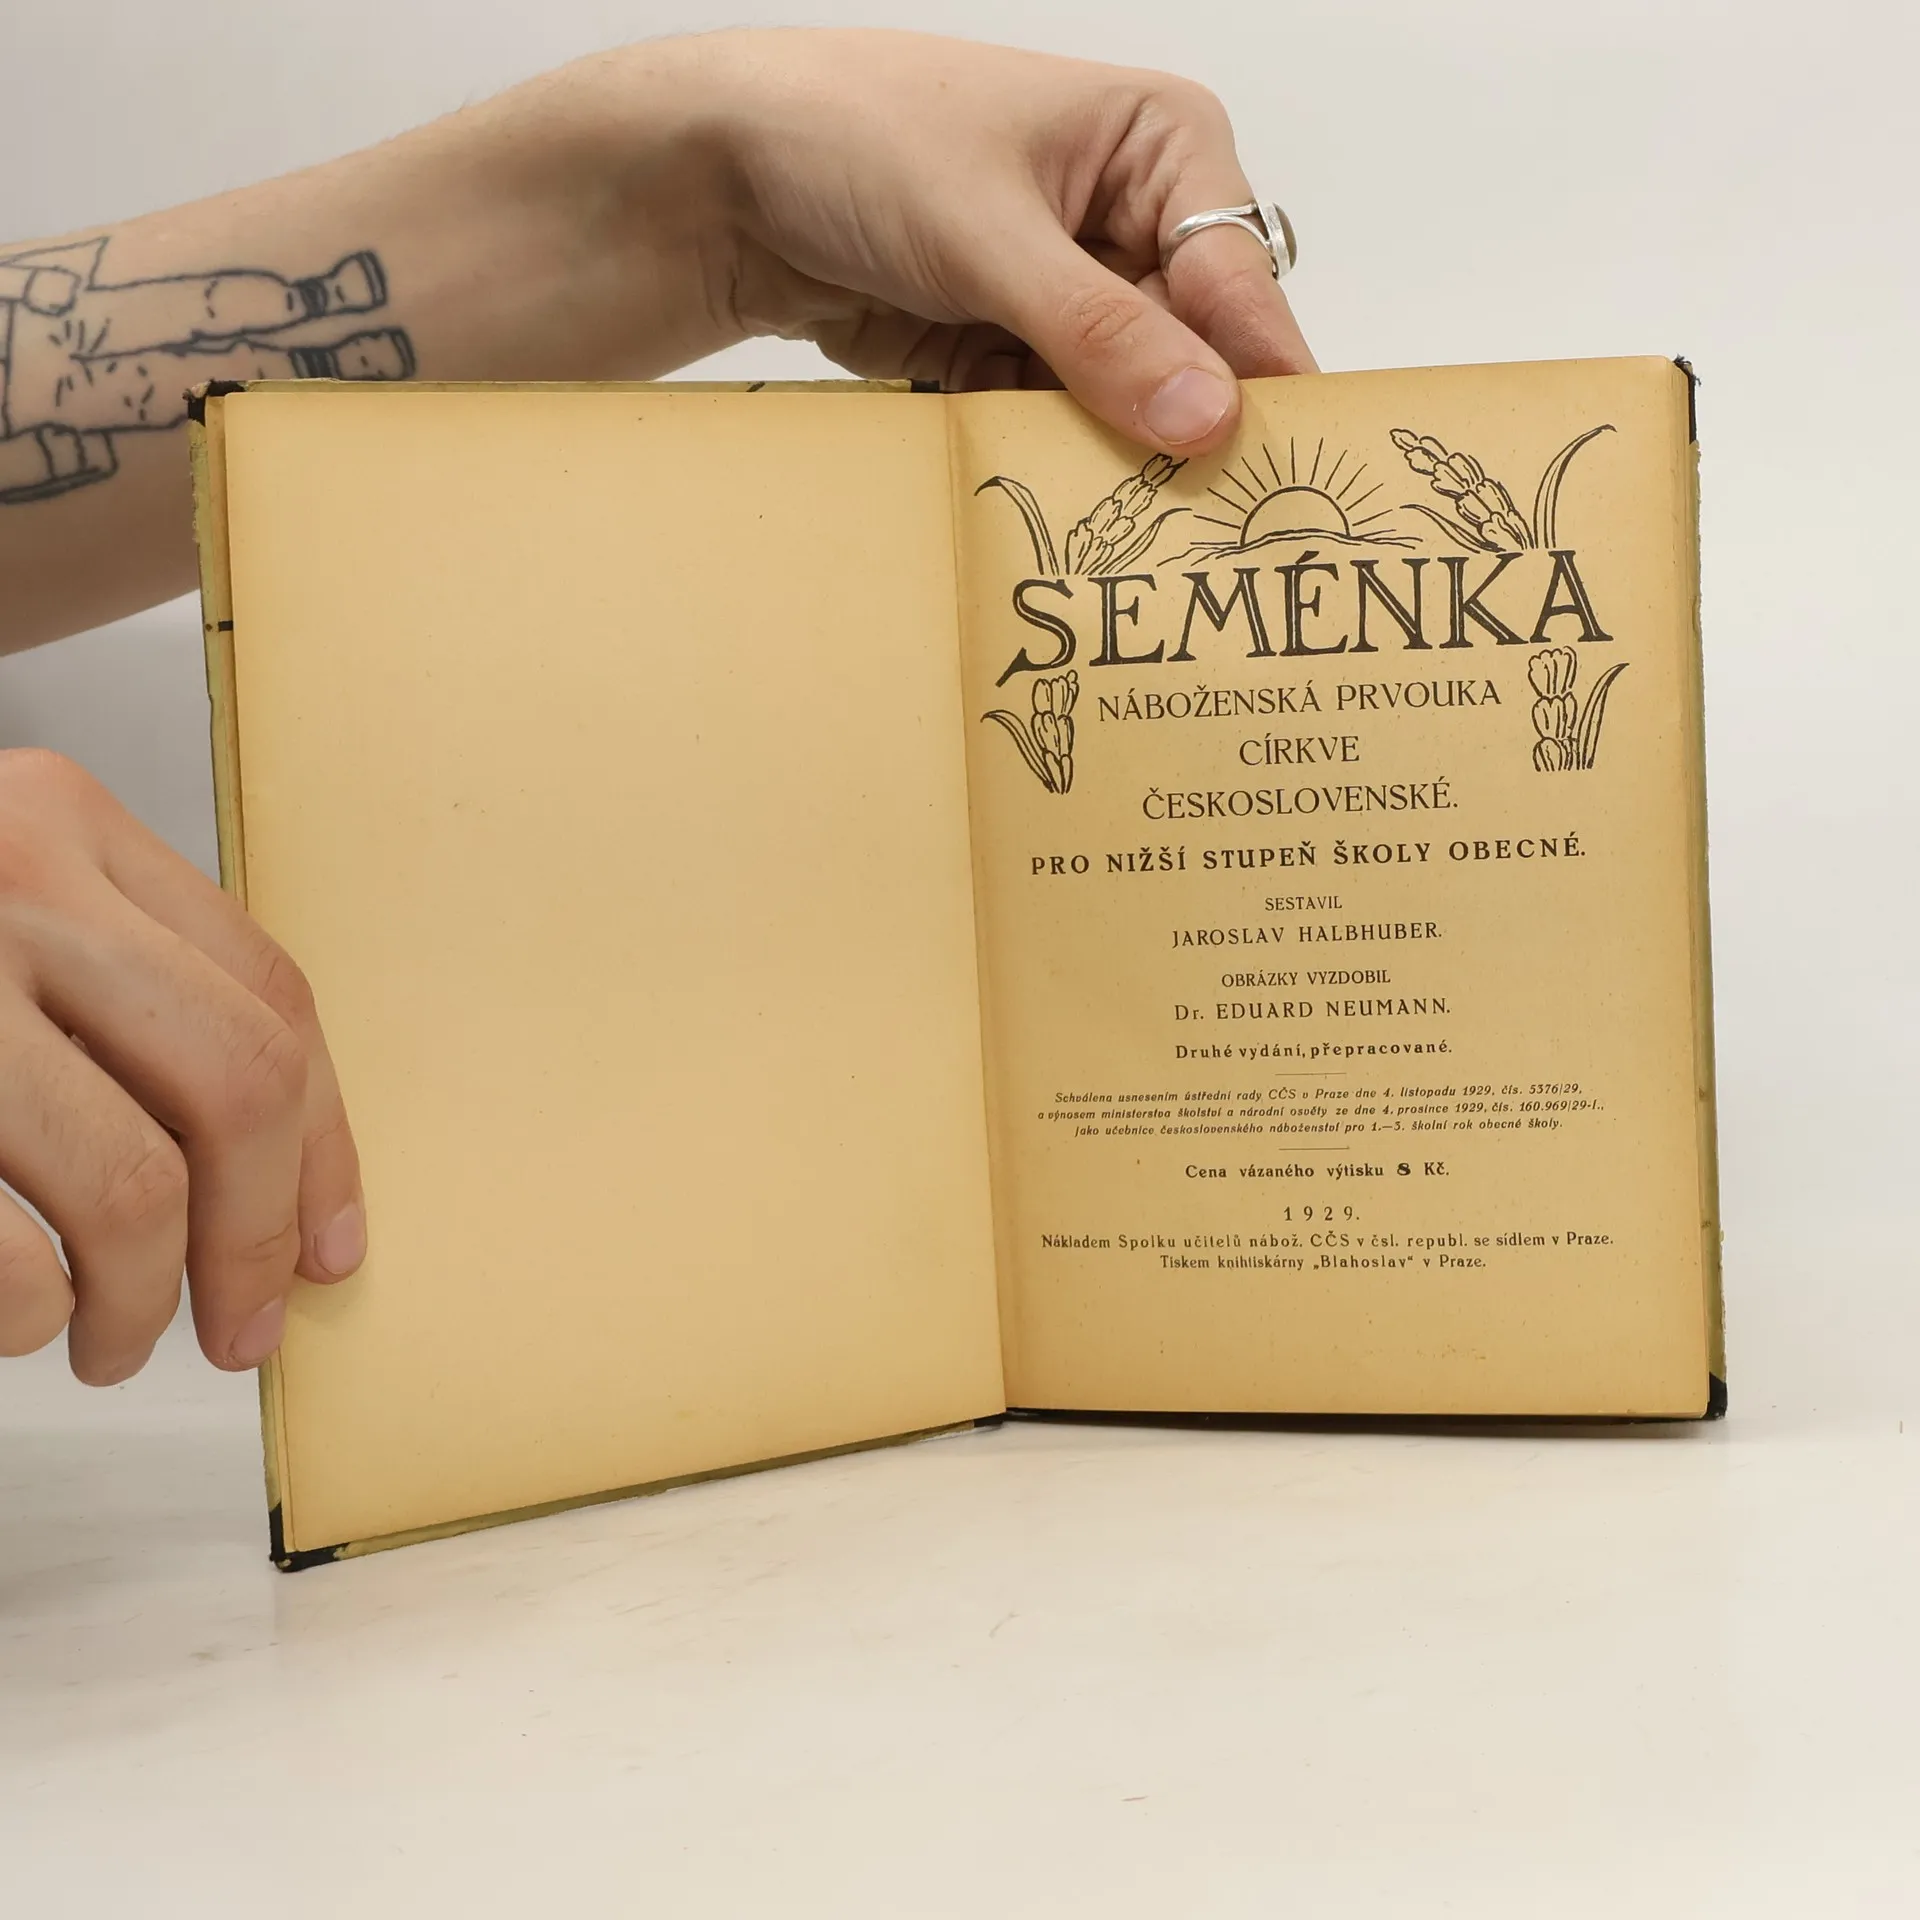 SEMÉNKA
NÁBOŽENSKÁ PRVOUKA
CÍRKVE
ČESKOSLOVENSKÉ.
PRO NIŽŠÍ STUPEŇ ŠKOLY OBECNÉ.
SESTAVIL
JAROSLAV HALBHUBER.
OBRÁZKY VYZDOBIL
Dr. EDUARD NEUMANN.
Druhé vydání, přepracované.
Schválena usnesením ústřední rady CČS v Praze dne 4. listopadu 1929, čís. 5376/29,
a výnosem ministerstva školství a národní osvěty ze dne 4. prosince 1929, čís. 160.969/29-I.,
jako učebnice československého náboženství pro 1.—3. školní rok obecné školy.
Cena vázaného výtisku 8 Kč.
1929.
Nákladem Spolku učitelů nábož. CČS v čsl. republ. se sídlem v Praze.
Tiskem knihtiskárny „Blahoslav“ v Praze.